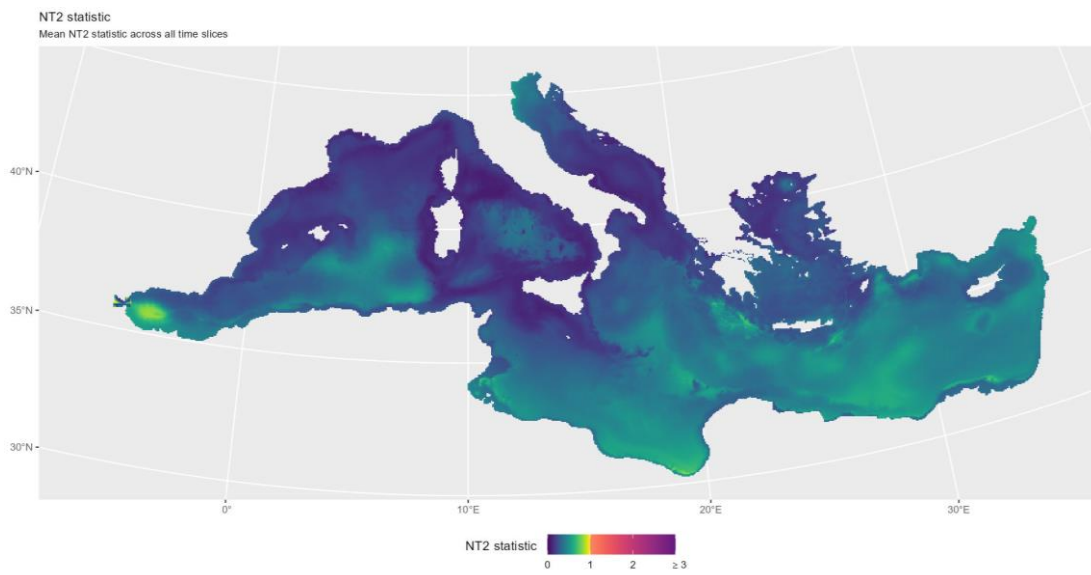 NT2 statistic
Mean NT2 statistic across all time slices
40°N
35°N
30°N
0°
10°E
20°E
30°E
NT2 statistic
0 1 2 ≥ 3